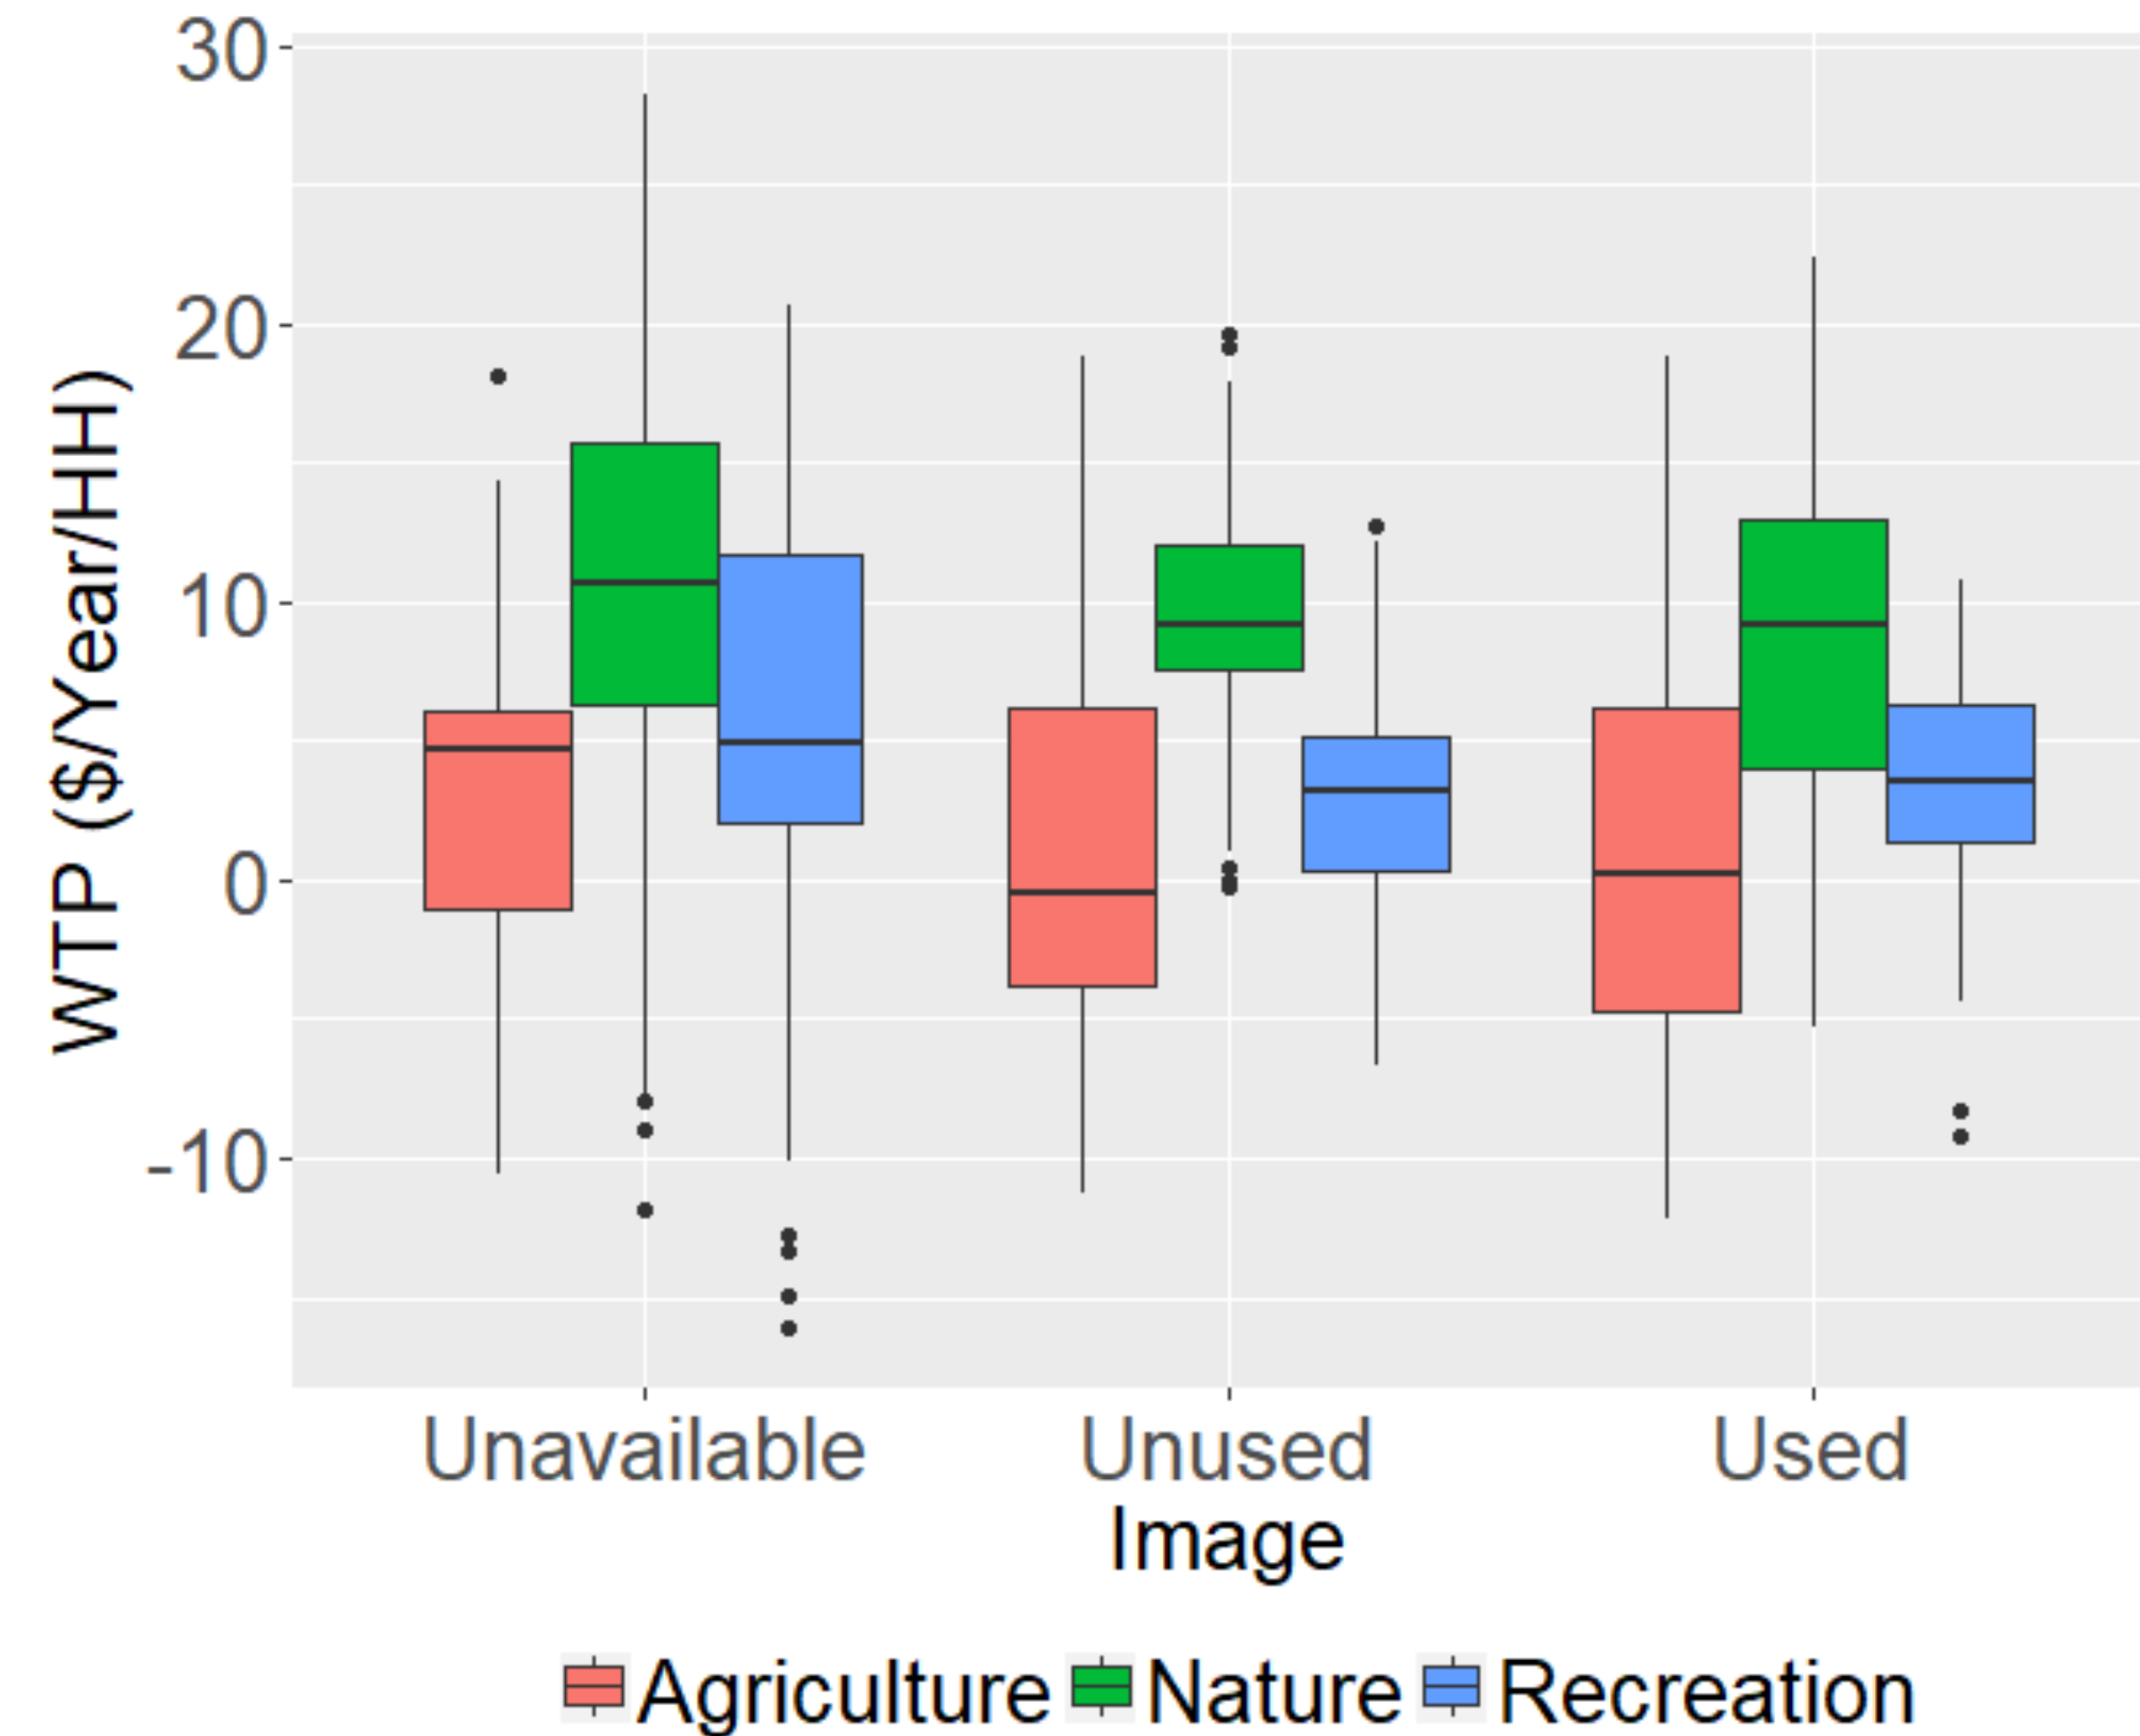 WTP ($/Year/HH)
30
20
10
0
-10
Unavailable Unused Used
Image
Agriculture Nature Recreation